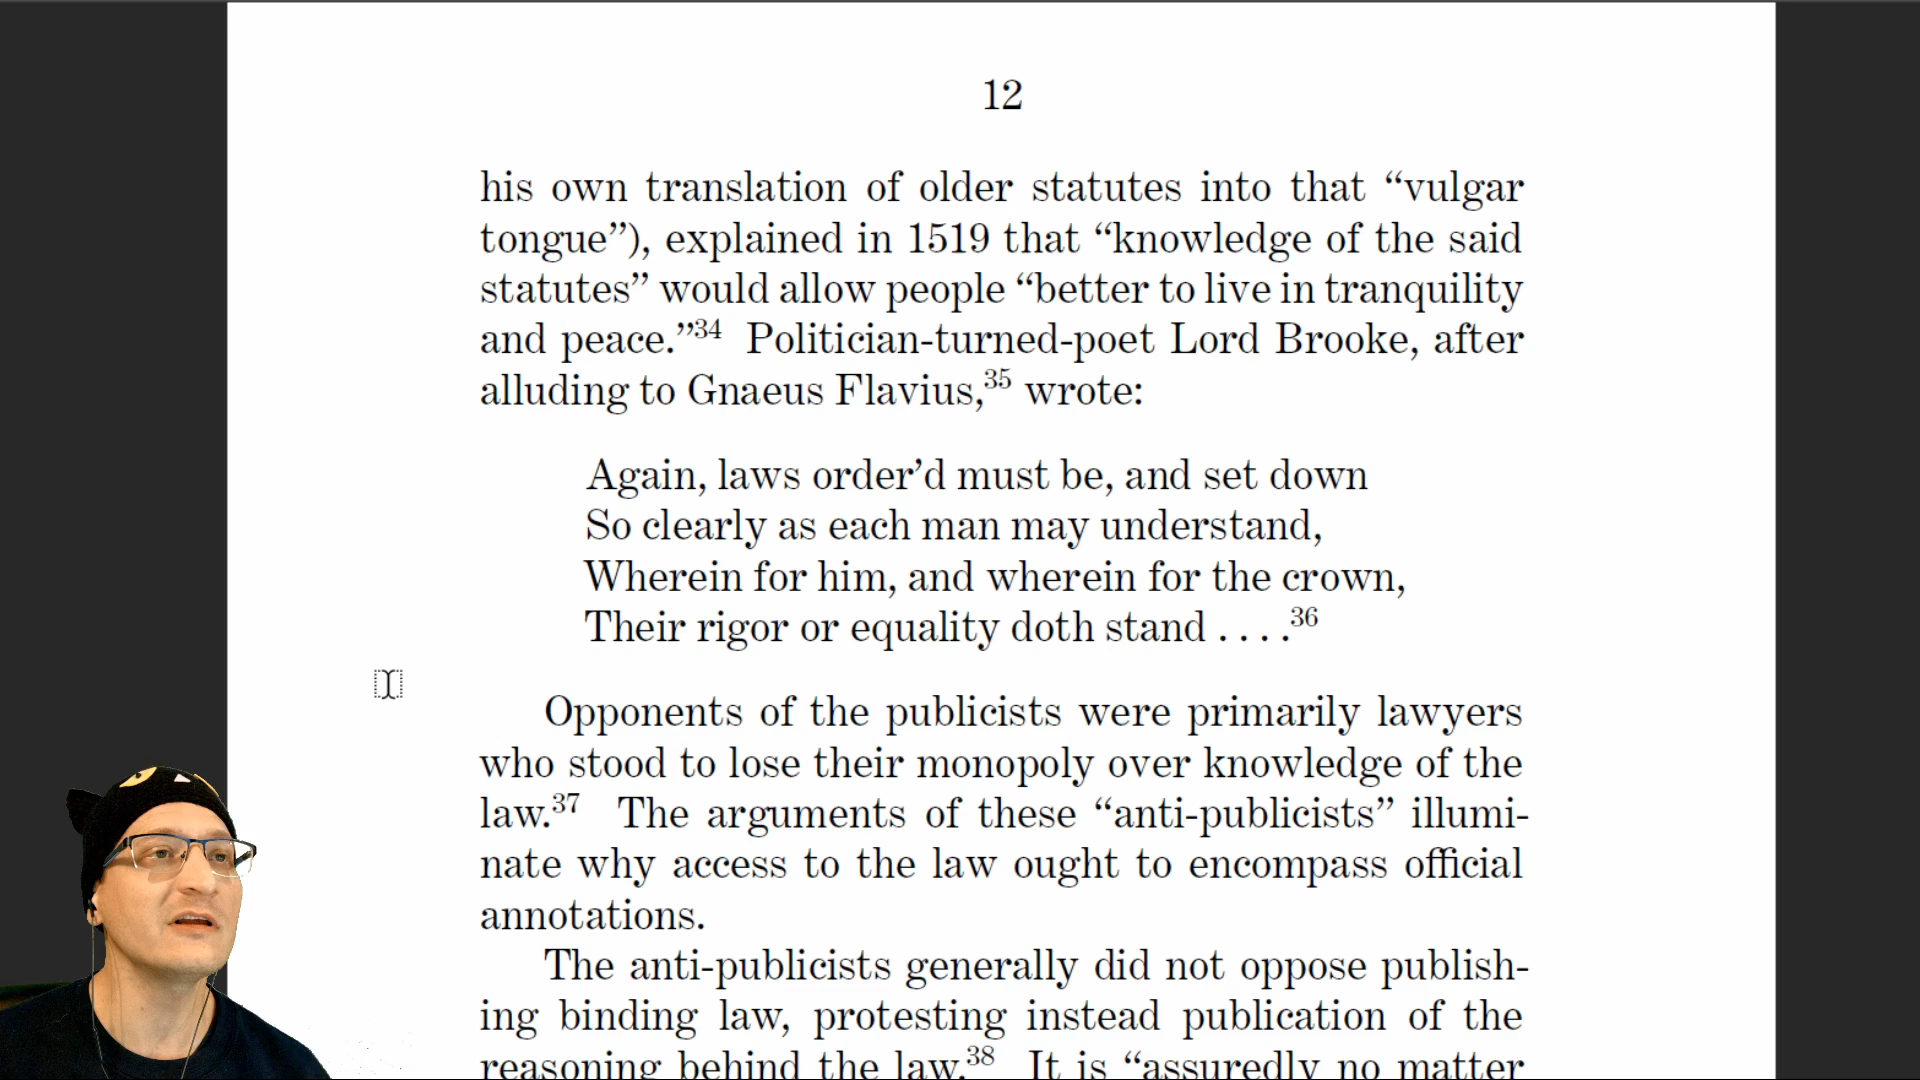 12
his own translation of older statutes into that “vulgar
tongue”), explained in 1519 that “knowledge of the said
statutes” would allow people “better to live in tranquility
and peace.”34 Politician-turned-poet Lord Brooke, after
alluding to Gnaeus Flavius,35 wrote:
Again, laws order’d must be, and set down
So clearly as each man may understand,
Wherein for him, and wherein for the crown,
Their rigor or equality doth stand . . . .36
Opponents of the publicists were primarily lawyers
who stood to lose their monopoly over knowledge of the
law.37 The arguments of these “anti-publicists” illumi-
nate why access to the law ought to encompass official
annotations.
The anti-publicists generally did not oppose publish-
ing binding law, protesting instead publication of the
reasoning behind the law.38 It is “assuredly no matter